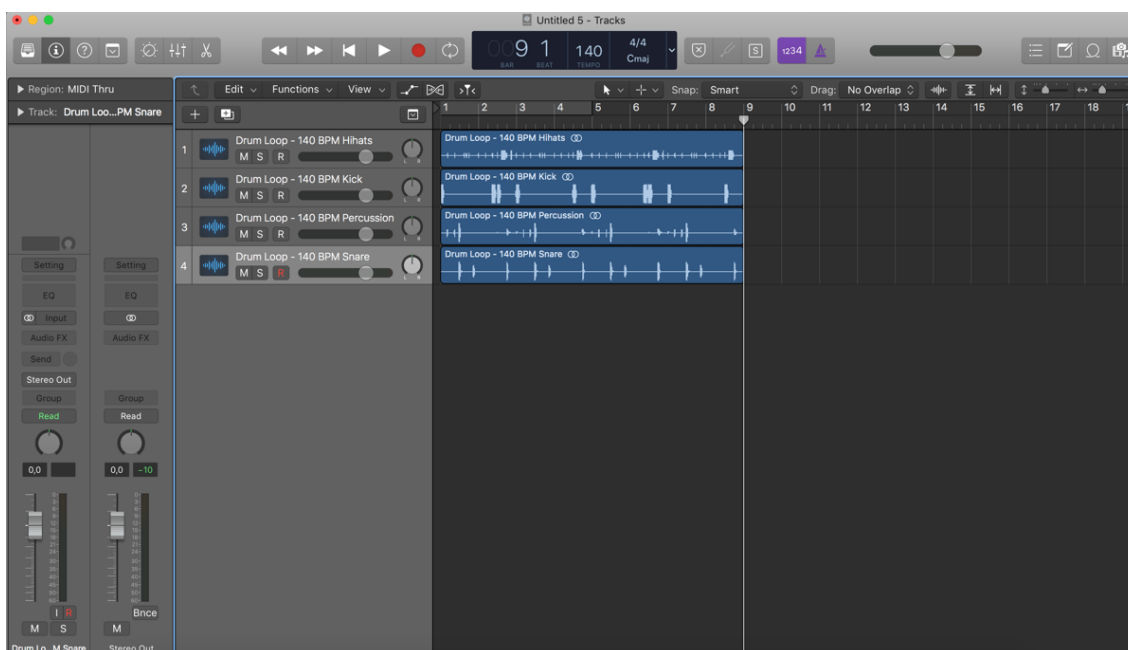 Untitled 5 - Tracks
009 1 140 4/4 Cmaj
BAR BEAT TEMPO
S 1234
Region: MIDI Thru
Track: Drum Loo...PM Snare
Edit Functions View Snap: Smart Drag: No Overlap
1 2 3 4 5 6 7 8 9 10 11 12 13 14 15 16 17 18
1 Drum Loop - 140 BPM Hihats
M S R
L R
Drum Loop - 140 BPM Hihats
2 Drum Loop - 140 BPM Kick
M S R
L R
Drum Loop - 140 BPM Kick
3 Drum Loop - 140 BPM Percussion
M S R
L R
Drum Loop - 140 BPM Percussion
4 Drum Loop - 140 BPM Snare
M S R
L R
Drum Loop - 140 BPM Snare
Setting Setting
EQ EQ
Input
Audio FX Audio FX
Send
Stereo Out
Group Group
Read Read
0,0 0,0 -10
I R Bnce
M S M
Drum Lo...M Snare Stereo Out